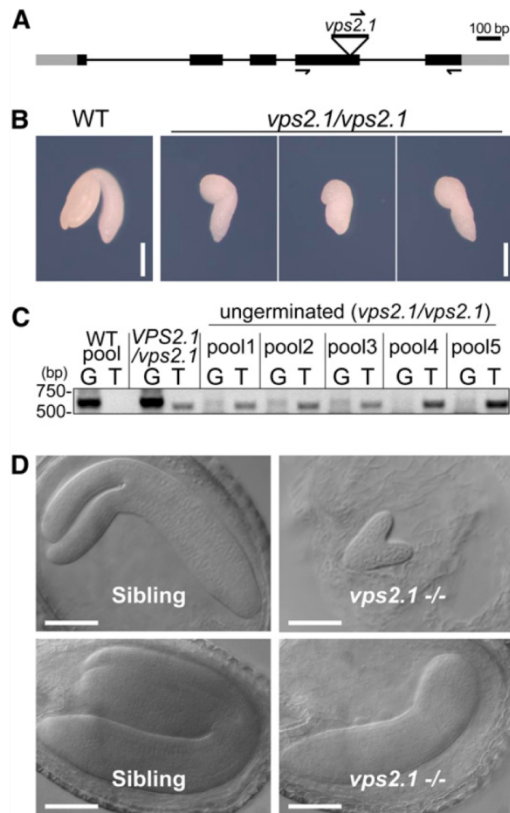 A
vps2.1
100 bp
B
WT
vps2.1/vps2.1
C
ungerminated (vps2.1/vps2.1)
WT pool
VPS2.1/vps2.1
pool1 pool2 pool3 pool4 pool5
(bp) G T G T G T G T G T G T G T
750-
500-
D
Sibling
vps2.1 -/-
Sibling
vps2.1 -/-